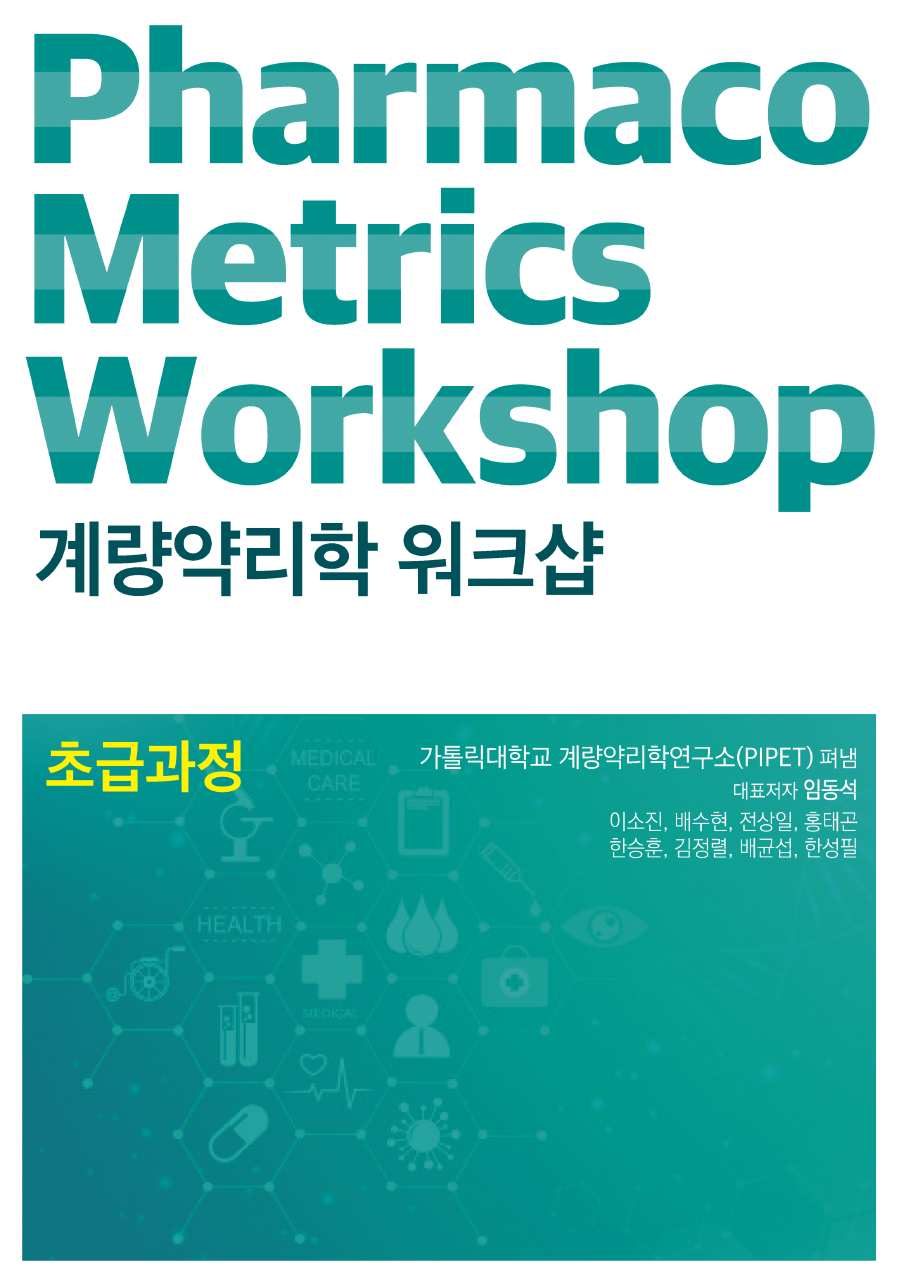 Pharmaco
Metrics
Workshop
계량약리학 워크샵
초급과정
가톨릭대학교 계량약리학연구소(PIPET) 펴냄
대표저자 임동석
이소진, 배수현, 전상일, 홍태곤
한승훈, 김정렬, 배균섭, 한성필
MEDICAL
CARE
HEALTH
MEDICAL